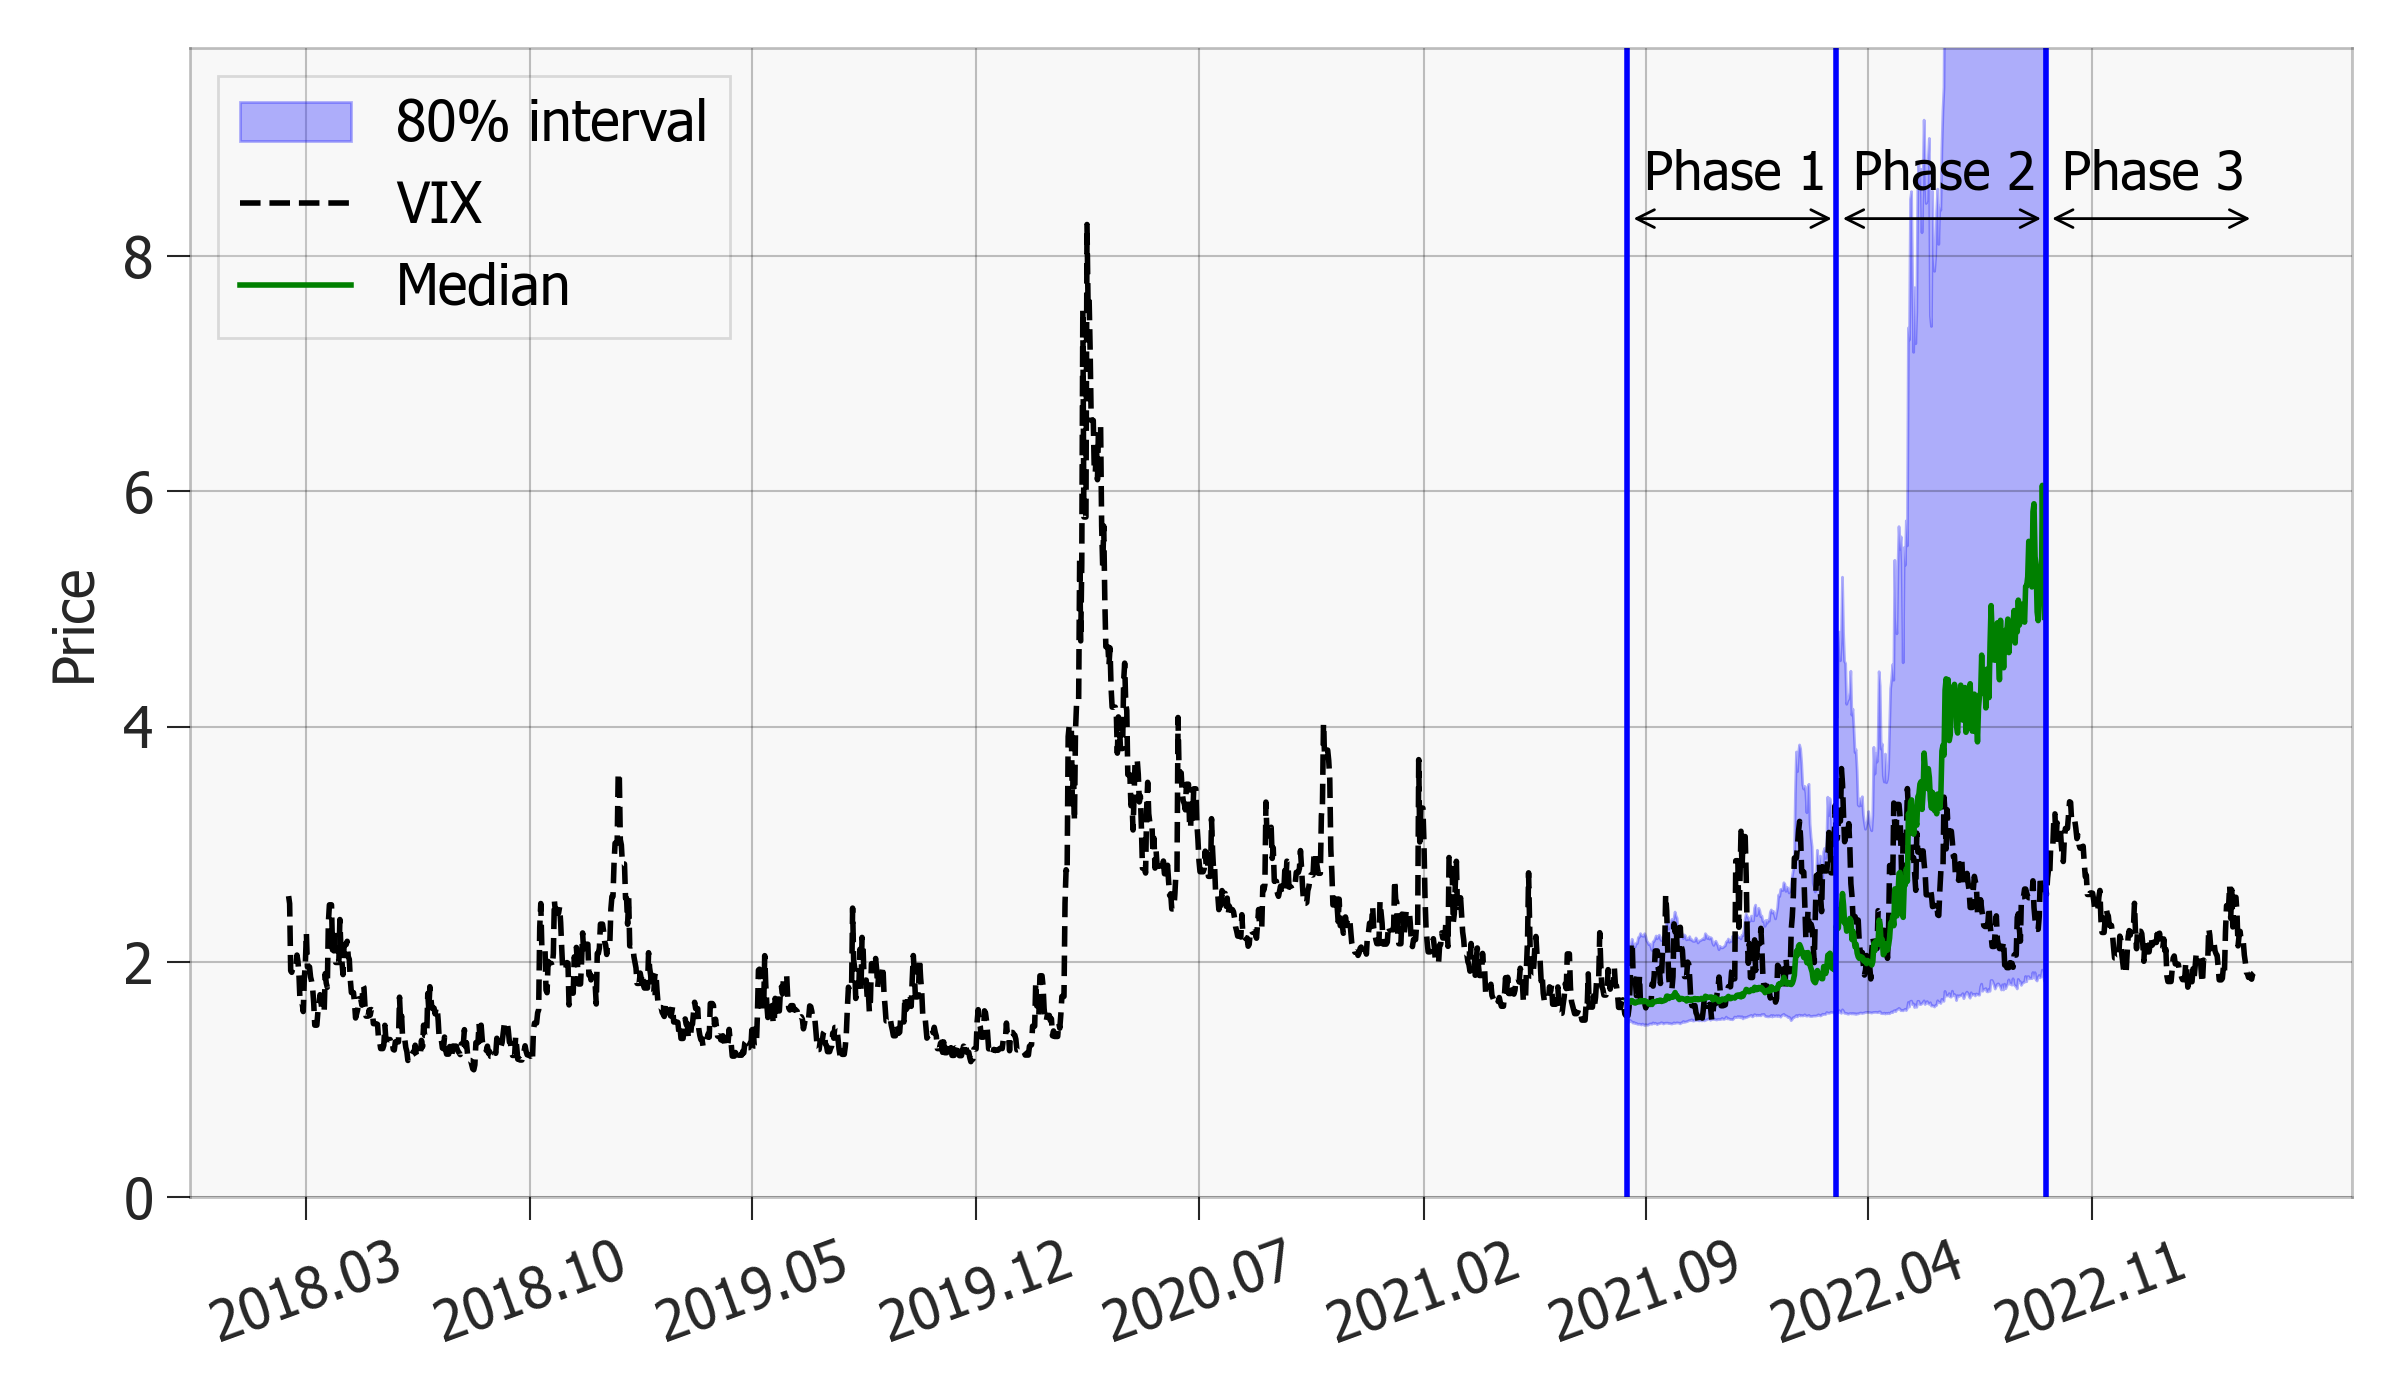 80% interval
VIX
Median
Phase 1
Phase 2
Phase 3
Price
8
6
4
2
0
2018.03
2018.10
2019.05
2019.12
2020.07
2021.02
2021.09
2022.04
2022.11